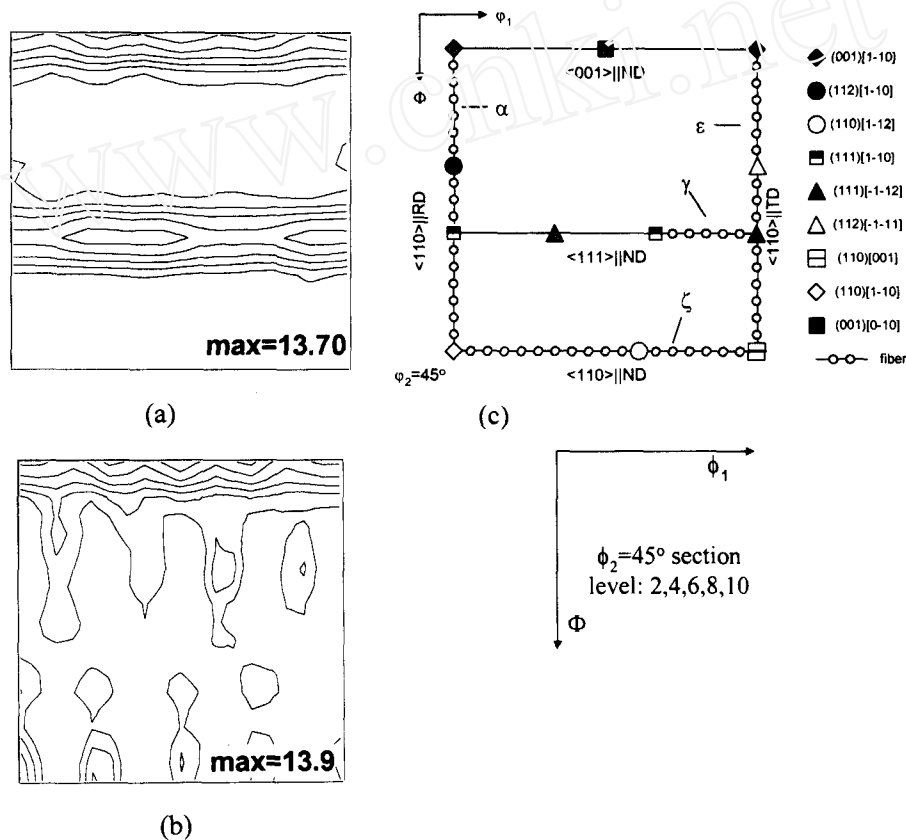 www.cnki.net
max=13.70
(a)
φ1
Φ
<001>||ND
α
ε
γ
<110>||RD
<110>||TD
<111>||ND
ζ
φ2=45°
<110>||ND
(c)
(001)[1-10]
(112)[1-10]
(110)[1-12]
(111)[1-10]
(111)[-1-12]
(112)[-1-11]
(110)[001]
(110)[1-10]
(001)[0-10]
fiber
max=13.9
(b)
ϕ1
ϕ2=45° section
level: 2,4,6,8,10
Φ